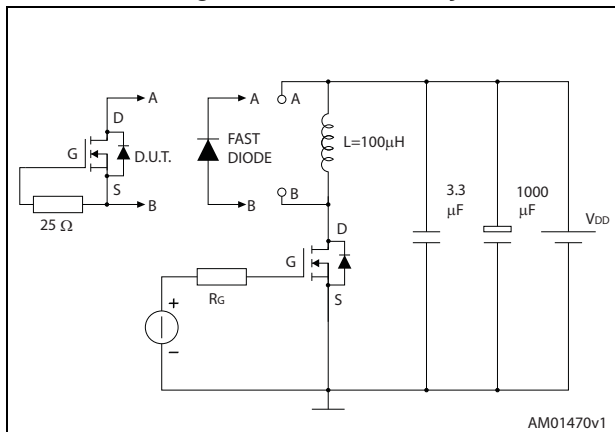 A
A
A
D
G
D.U.T.
FAST
DIODE
L=100μH
S
B
B
B
25 Ω
3.3
μF
1000
μF
VDD
D
G
S
RG
+
−
AM01470v1